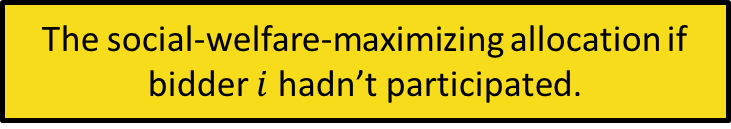 The social-welfare-maximizing allocation if
bidder 𝑖 hadn’t participated.